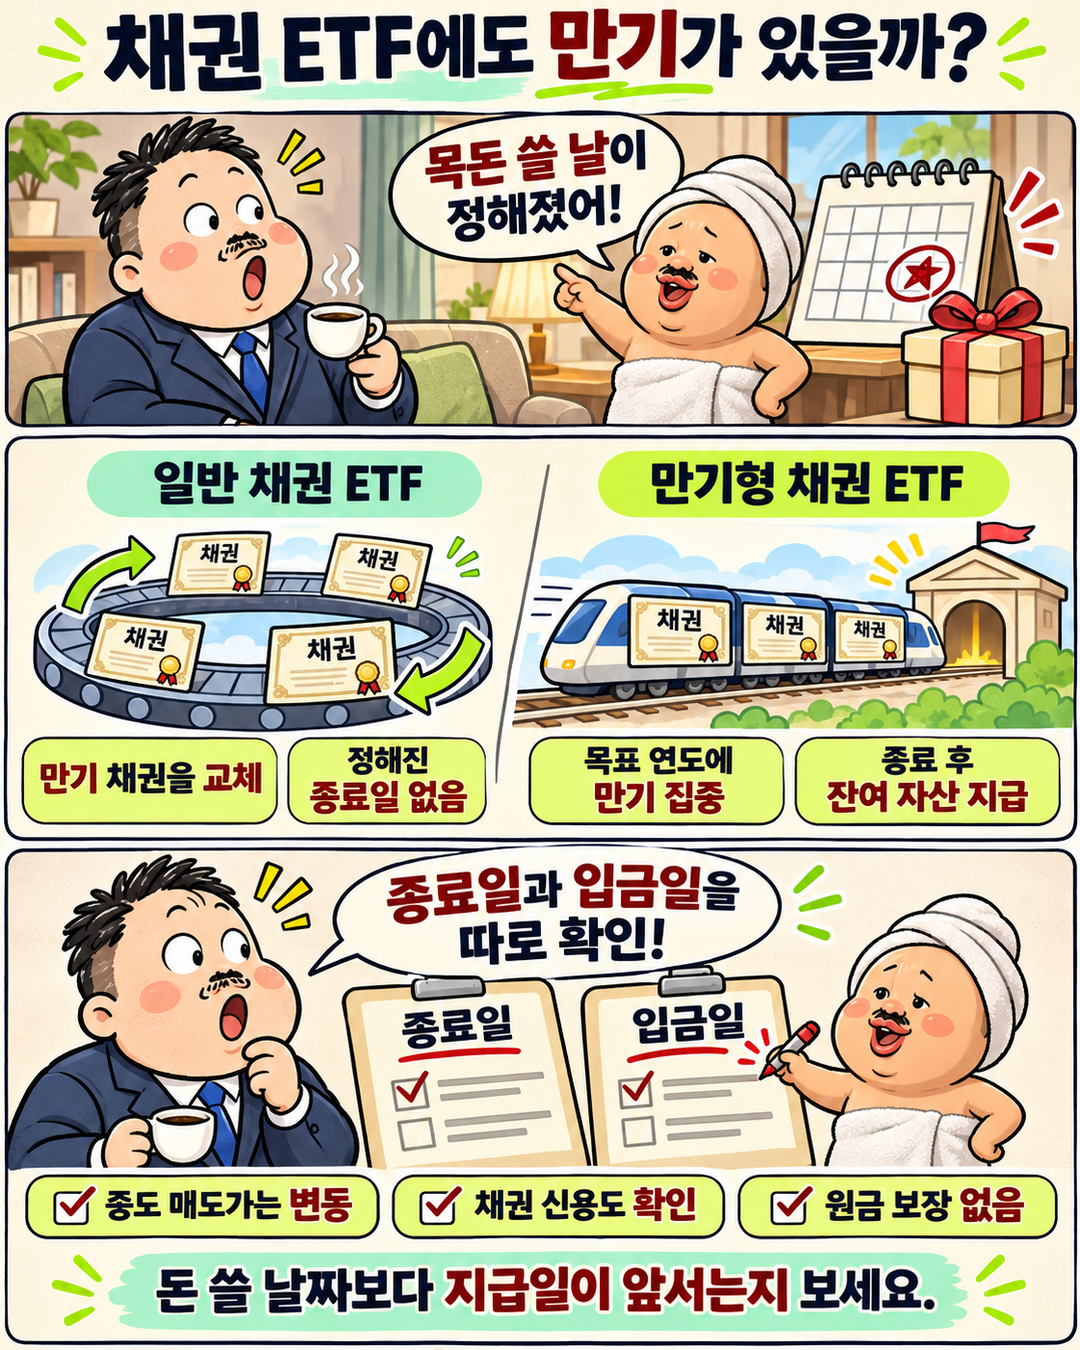 채권 ETF에도 만기가 있을까?
목돈 쓸 날이
정해졌어!
일반 채권 ETF
채권
채권
채권
채권
만기 채권을 교체
정해진
종료일 없음
만기형 채권 ETF
채권
채권
채권
목표 연도에
만기 집중
종료 후
잔여 자산 지급
종료일과 입금일을
따로 확인!
종료일
입금일
종도 매도가는 변동
채권 신용도 확인
원금 보장 없음
돈 쓸 날짜보다 지급일이 앞서는지 보세요.